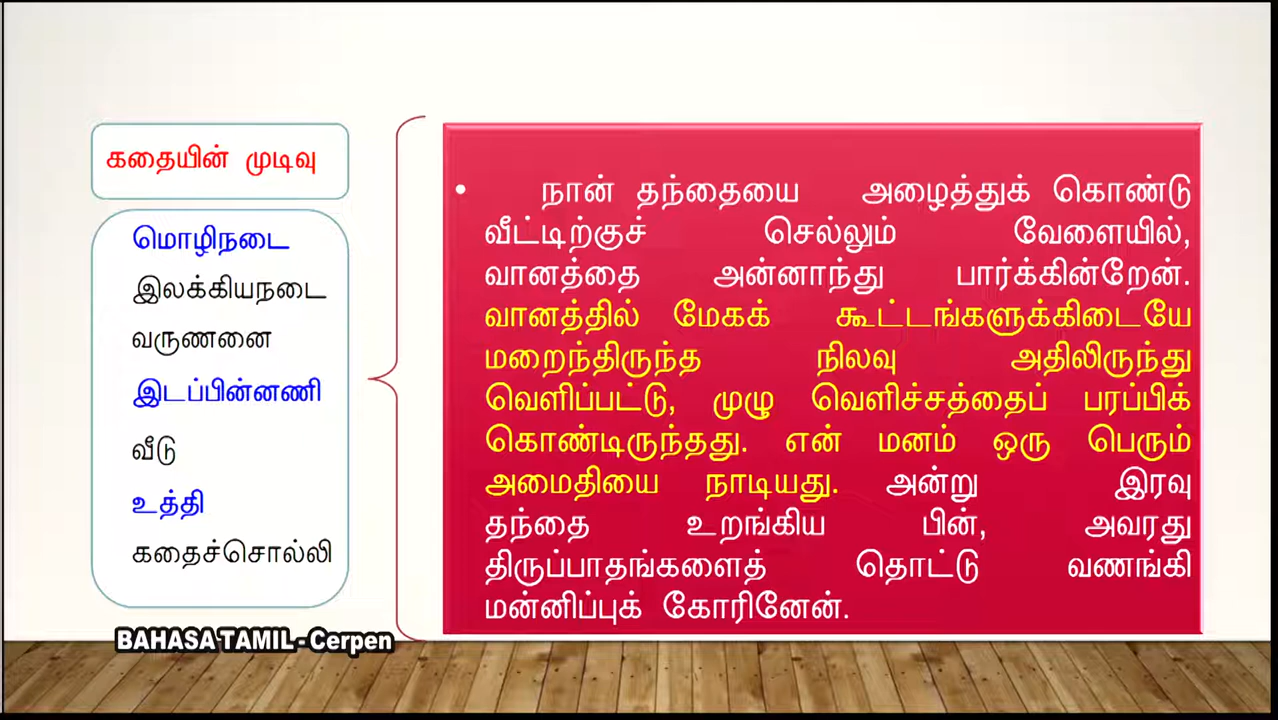 கதையின் முடிவு
மொழிநடை
இலக்கியநடை
வருணனை
இடப்பின்னணி
வீடு
உத்தி
கதைச்சொல்லி
• நான் தந்தையை அழைத்துக் கொண்டு
வீட்டிற்குச் செல்லும் வேளையில்,
வானத்தை அன்னாந்து பார்க்கின்றேன்.
வானத்தில் மேகக் கூட்டங்களுக்கிடையே
மறைந்திருந்த நிலவு அதிலிருந்து
வெளிப்பட்டு, முழு வெளிச்சத்தைப் பரப்பிக்
கொண்டிருந்தது. என் மனம் ஒரு பெரும்
அமைதியை நாடியது. அன்று இரவு
தந்தை உறங்கிய பின், அவரது
திருப்பாதங்களைத் தொட்டு வணங்கி
மன்னிப்புக் கோரினேன்.
BAHASA TAMIL - Cerpen